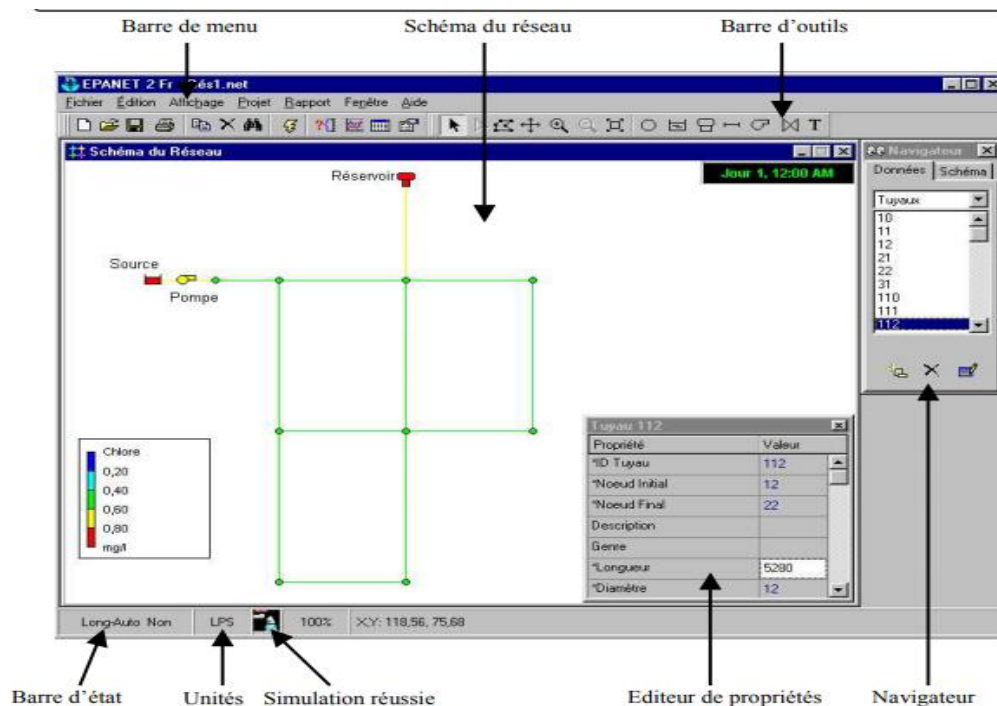 Barre de menu
Schéma du réseau
Barre d'outils
EPANET 2 Fr - Cés1.net
Fichier Édition Affichage Projet Rapport Fenêtre Aide
T
Schéma du Réseau
Jour 1, 12:00 AM
Navigateur
Données Schéma
Tuyaux
10
11
12
21
22
31
110
111
112
Réservoir
Source
Pompe
Chlore
0,20
0,40
0,60
0,80
mg/l
Tuyau 112
Propriété Valeur
*ID Tuyau 112
*Noeud Initial 12
*Noeud Final 22
Description
Genre
*Longueur 5280
*Diamètre 12
Long-Auto Non LPS 100% X,Y: 118,56, 75,68
Barre d'état
Unités
Simulation réussie
Editeur de propriétés
Navigateur